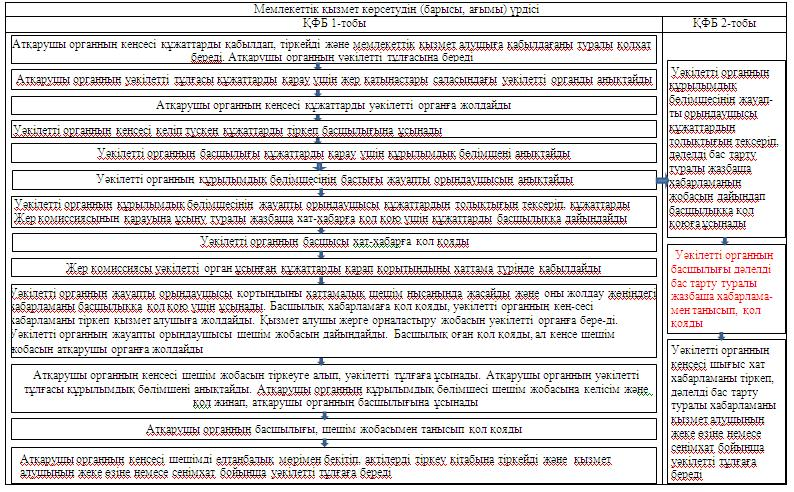 Мемлекеттік қызмет көрсетудің (барысы, ағымы) үрдісі
ҚФБ 1-тобы
ҚФБ 2-тобы
Атқарушы органның кеңсесі құжаттарды қабылдап, тіркейді және мемлекеттік қызмет алушыға қабылдағаны туралы қолхат
береді. Атқарушы органның уәкілетті тұлғасына береді
Атқарушы органның уәкілетті тұлғасы құжаттарды қарау үшін жер қатынастары саласындағы уәкілетті органды анықтайды
Атқарушы органның кеңсесі құжаттарды уәкілетті органға жолдайды
Уәкілетті органның кеңсесі келіп түскен құжаттарды тіркеп басшылығына ұсынады
Уәкілетті органның басшылығы құжаттарды қарау үшін құрылымдық бөлімшені анықтайды
Уәкілетті органның құрылымдық бөлімшесінің бастығы жауапты орындаушысын анықтайды
Уәкілетті органның құрылымдық бөлімшесінің жауапты орындаушысы құжаттардың толықтығын тексеріп, құжаттарды
Жер комиссиясының қарауына ұсыну туралы жазбаша хат-хабарға қол қою үшін құжаттарды басшылыққа дайындайды
Уәкілетті органның басшысы хат-хабарға қол қояды
Жер комиссиясы уәкілетті орган ұсынған құжаттарды қарап қорытындыны хаттама түрінде қабылдайды
Уәкілетті органның жауапты орындаушысы қортындыны хаттамалық шешім нысанында жасайды және оны жолдау жөніндегі
хабарламаны басшылыққа қол қою үшін ұсынады. Басшылық хабарламаға қол қояды, уәкілетті органның кең-сесі
хабарламаны тіркеп қызмет алушыға жолдайды. Қызмет алушы жерге орналастыру жобасын уәкілетті органға бере-ді.
Уәкілетті органның жауапты орындаушысы шешім жобасын дайындайды. Басшылық оған қол қояды, ал кеңсе шешім
жобасын атқарушы органға жолдайды
Атқарушы органның кеңсесі шешім жобасын тіркеуге алып, уәкілетті тұлғаға ұсынады. Атқарушы органның уәкілетті
тұлғасы құрылымдық бөлімшені анықтайды. Атқарушы органның құрылымдық бөлімшесі шешім жобасына келісім және
қол жинап, атқарушы органның басшылығына ұсынады
Атқарушы органның басшылығы, шешім жобасымен танысып қол қояды
Атқарушы органның кеңсесі шешімді елтаңбалық мөрімен бекітіп, актілерді тіркеу кітабына тіркейді және қызмет
алушының жеке өзіне немесе сенімхат бойынша уәкілетті тұлғаға береді
Уәкілетті органның
құрылымдық
бөлімшесінің жауап-
ты орындаушысы
құжаттардың
толықтығын тексеріп,
дәлелді бас тарту
туралы жазбаша
хабарламаның
жобасын дайындап
басшылыққа қол
қоюға ұсынады
Уәкілетті органның
басшылығы дәлелді
бас тарту туралы
жазбаша хабарлама-
мен танысып, қол
қояды
Уәкілетті органның
кеңсесі шығыс хат
хабарламаны тіркеп,
дәлелді бас тарту
туралы хабарламаны
қызмет алушының
жеке өзіне немесе
сенімхат бойынша
уәкілетті тұлғаға
береді